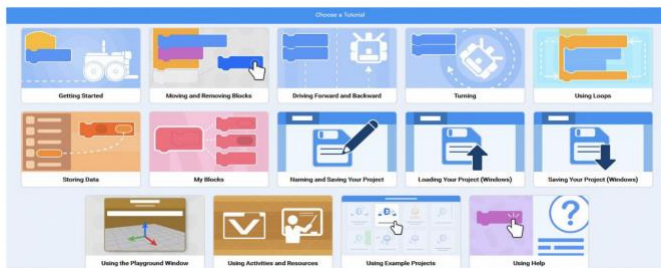 Choose a Tutorial
Getting Started
Moving and Removing Blocks
Driving Forward and Backward
Turning
Using Loops
Storing Data
My Blocks
Naming and Saving Your Project
Loading Your Project (Windows)
Saving Your Project (Windows)
Using the Playground Window
Using Activities and Resources
Using Example Projects
Using Help